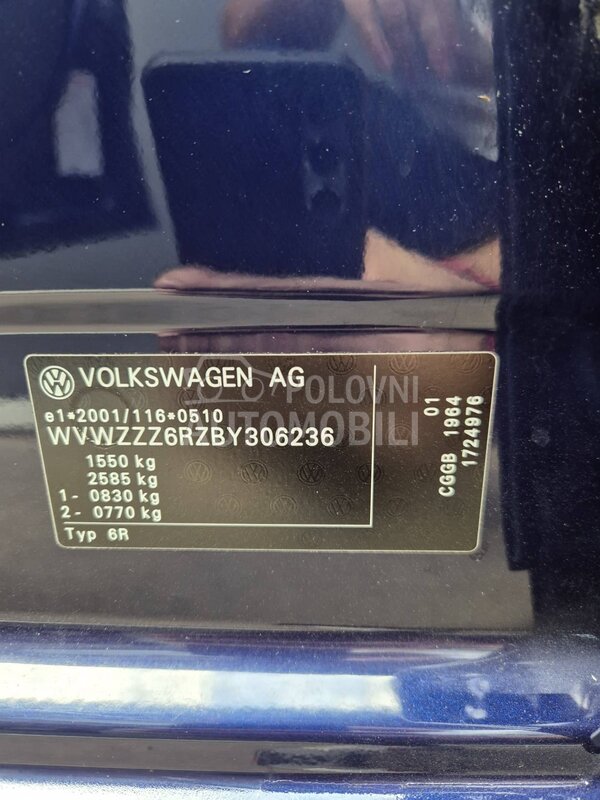 VOLKSWAGEN AG
e1*2001/116*0510
WVWZZZ6RZBY306236
1550 kg
2585 kg
1 - 0830 kg
2 - 0770 kg
Typ 6R
01
CGGB 1964
1724976
POLOVNI
AUTOMOBILI